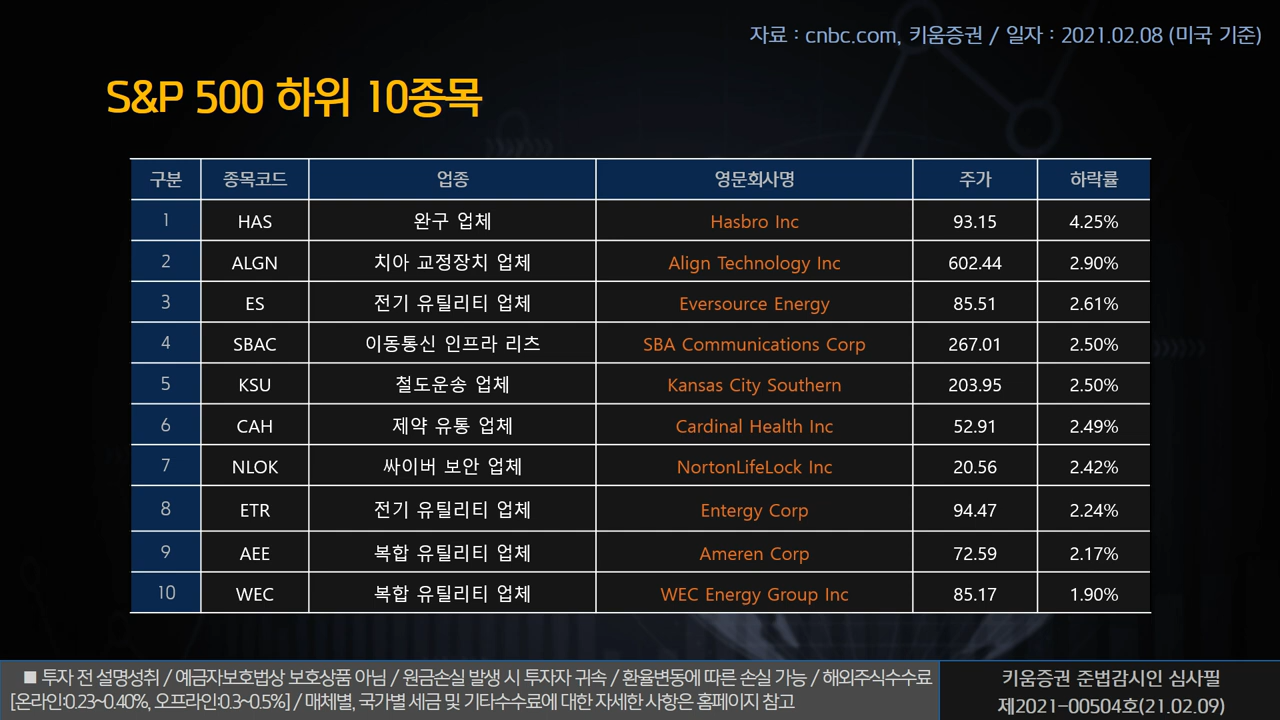 자료 : cnbc.com, 키움증권 / 일자 : 2021.02.08 (미국 기준)
S&P 500 하위 10종목
구분 종목코드 업종 영문회사명 주가 하락률
1 HAS 완구 업체 Hasbro Inc 93.15 4.25%
2 ALGN 치아 교정장치 업체 Align Technology Inc 602.44 2.90%
3 ES 전기 유틸리티 업체 Eversource Energy 85.51 2.61%
4 SBAC 이동통신 인프라 리츠 SBA Communications Corp 267.01 2.50%
5 KSU 철도운송 업체 Kansas City Southern 203.95 2.50%
6 CAH 제약 유통 업체 Cardinal Health Inc 52.91 2.49%
7 NLOK 싸이버 보안 업체 NortonLifeLock Inc 20.56 2.42%
8 ETR 전기 유틸리티 업체 Entergy Corp 94.47 2.24%
9 AEE 복합 유틸리티 업체 Ameren Corp 72.59 2.17%
10 WEC 복합 유틸리티 업체 WEC Energy Group Inc 85.17 1.90%
■ 투자 전 설명성취 / 예금자보호법상 보호상품 아님 / 원금손실 발생 시 투자자 귀속 / 환율변동에 따른 손실 가능 / 해외주식수수료
[온라인:0.23~0.40%, 오프라인:0.3~0.5%] / 매체별, 국가별 세금 및 기타수수료에 대한 자세한 사항은 홈페이지 참고
키움증권 준법감시인 심사필
제2021-00504호(21.02.09)